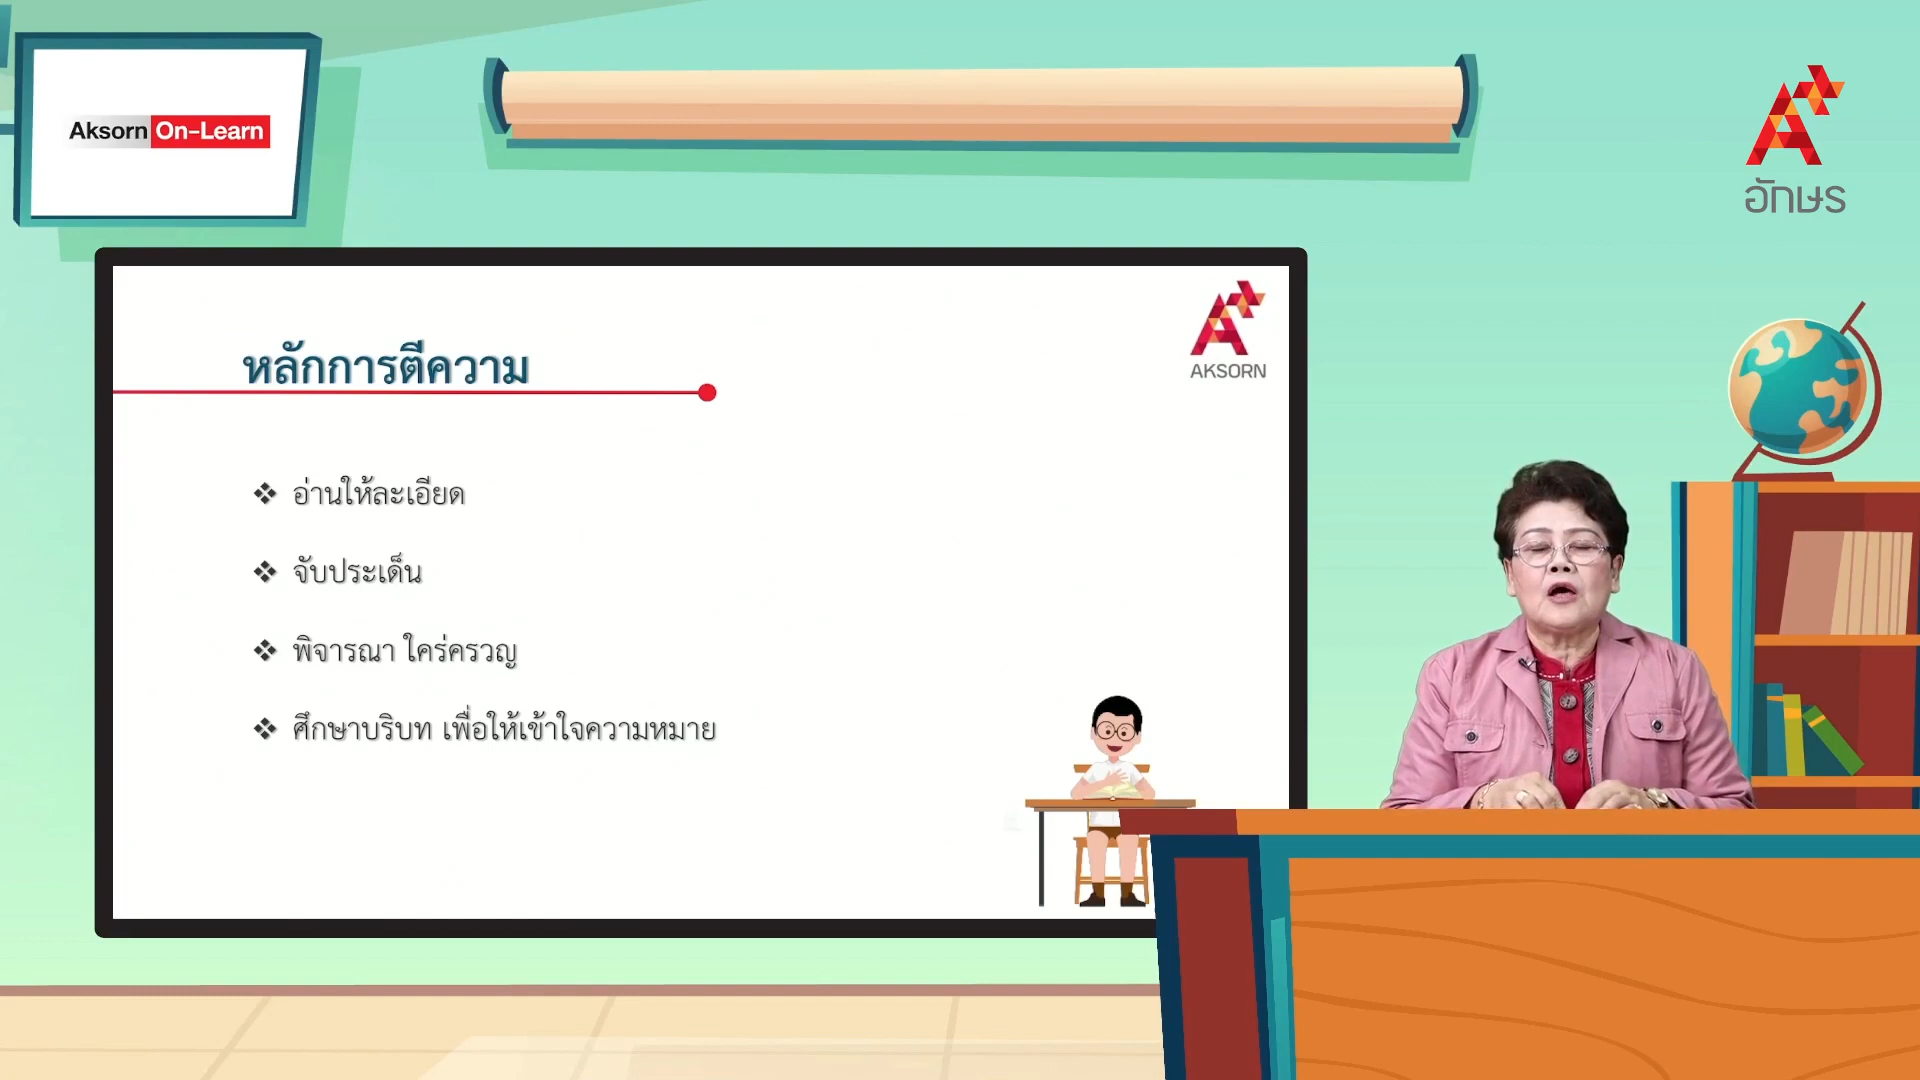 Aksorn On-Learn
อักษร
AKSORN
หลักการตีความ
❖ อ่านให้ละเอียด
❖ จับประเด็น
❖ พิจารณา ใคร่ครวญ
❖ ศึกษาบริบท เพื่อให้เข้าใจความหมาย